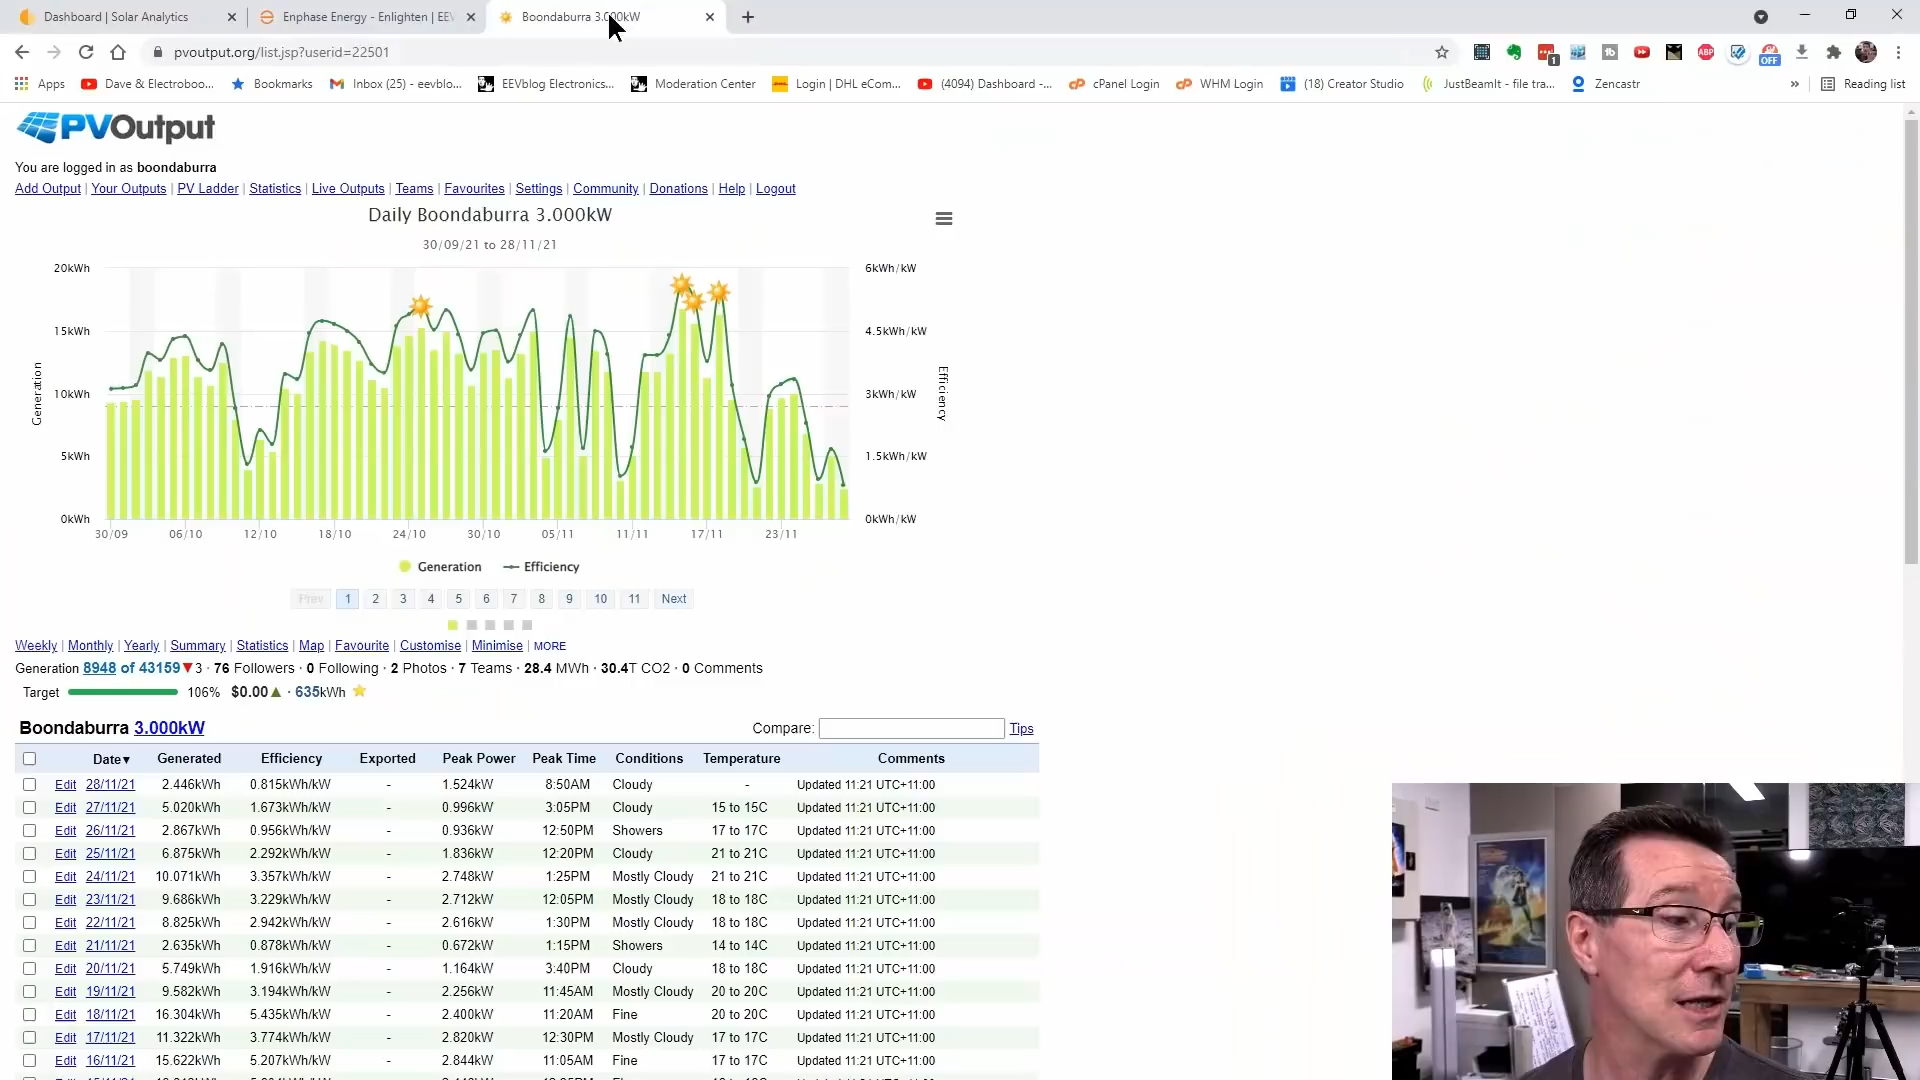 Dashboard | Solar Analytics
Enphase Energy - Enlighten | EEV
Boondaburra 3.000kW
pvoutput.org/list.jsp?userid=22501
1
OFF
Apps
Dave & Electroboo...
Bookmarks
Inbox (25) - eevblo...
EEVblog Electronics...
Moderation Center
Login | DHL eCom...
(4094) Dashboard -...
cPanel Login
WHM Login
(18) Creator Studio
JustBeamIt - file tra...
Zencastr
»
Reading list
PVOutput
You are logged in as boondaburra
Add Output | Your Outputs | PV Ladder | Statistics | Live Outputs | Teams | Favourites | Settings | Community | Donations | Help | Logout
Daily Boondaburra 3.000kW
30/09/21 to 28/11/21
20kWh
15kWh
10kWh
5kWh
0kWh
Generation
6kWh/kW
4.5kWh/kW
3kWh/kW
1.5kWh/kW
0kWh/kW
Efficiency
30/09 06/10 12/10 18/10 24/10 30/10 05/11 11/11 17/11 23/11
Generation Efficiency
Prev 1 2 3 4 5 6 7 8 9 10 11 Next
Weekly | Monthly | Yearly | Summary | Statistics | Map | Favourite | Customise | Minimise | MORE
Generation 8948 of 43159▼3 · 76 Followers · 0 Following · 2 Photos · 7 Teams · 28.4 MWh · 30.4T CO2 · 0 Comments
Target 106% $0.00▲ · 635kWh
Boondaburra 3.000kW
Compare: Tips
Date▼ Generated Efficiency Exported Peak Power Peak Time Conditions Temperature Comments
Edit 28/11/21 2.446kWh 0.815kWh/kW - 1.524kW 8:50AM Cloudy - Updated 11:21 UTC+11:00
Edit 27/11/21 5.020kWh 1.673kWh/kW - 0.996kW 3:05PM Cloudy 15 to 15C Updated 11:21 UTC+11:00
Edit 26/11/21 2.867kWh 0.956kWh/kW - 0.936kW 12:50PM Showers 17 to 17C Updated 11:21 UTC+11:00
Edit 25/11/21 6.875kWh 2.292kWh/kW - 1.836kW 12:20PM Cloudy 21 to 21C Updated 11:21 UTC+11:00
Edit 24/11/21 10.071kWh 3.357kWh/kW - 2.748kW 1:25PM Mostly Cloudy 21 to 21C Updated 11:21 UTC+11:00
Edit 23/11/21 9.686kWh 3.229kWh/kW - 2.712kW 12:05PM Mostly Cloudy 18 to 18C Updated 11:21 UTC+11:00
Edit 22/11/21 8.825kWh 2.942kWh/kW - 2.616kW 1:30PM Mostly Cloudy 18 to 18C Updated 11:21 UTC+11:00
Edit 21/11/21 2.635kWh 0.878kWh/kW - 0.672kW 1:15PM Showers 14 to 14C Updated 11:21 UTC+11:00
Edit 20/11/21 5.749kWh 1.916kWh/kW - 1.164kW 3:40PM Cloudy 18 to 18C Updated 11:21 UTC+11:00
Edit 19/11/21 9.582kWh 3.194kWh/kW - 2.256kW 11:45AM Mostly Cloudy 20 to 20C Updated 11:21 UTC+11:00
Edit 18/11/21 16.304kWh 5.435kWh/kW - 2.400kW 11:20AM Fine 20 to 20C Updated 11:21 UTC+11:00
Edit 17/11/21 11.322kWh 3.774kWh/kW - 2.820kW 12:30PM Mostly Cloudy 17 to 17C Updated 11:21 UTC+11:00
Edit 16/11/21 15.622kWh 5.207kWh/kW - 2.844kW 11:05AM Fine 17 to 17C Updated 11:21 UTC+11:00